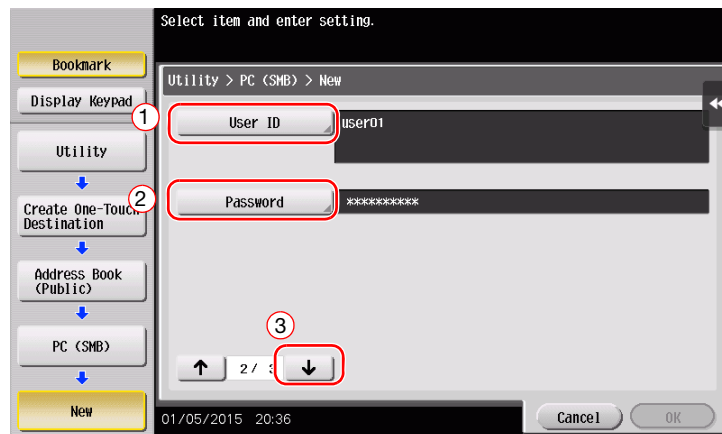 Select item and enter setting.
Bookmark
Display Keypad
Utility > PC (SMB) > New
1
User ID
user01
Utility
2
Password
**********
Create One-Touch
Destination
Address Book
(Public)
3
PC (SMB)
↑ 2/ 3 ↓
New
01/05/2015 20:36
Cancel
OK